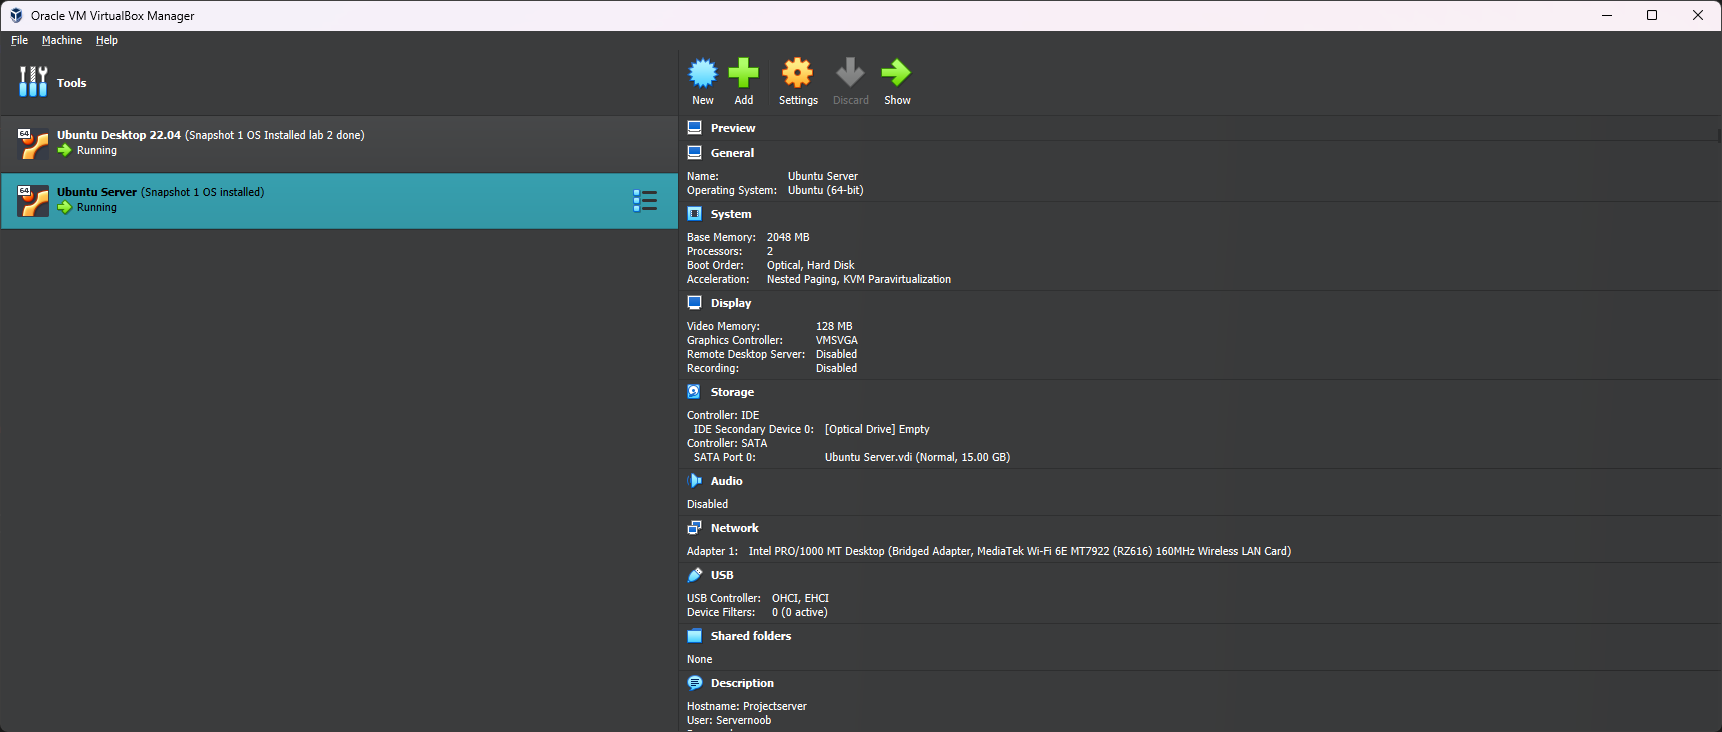 Oracle VM VirtualBox Manager
File Machine Help
Tools
New Add Settings Discard Show
64 Ubuntu Desktop 22.04 (Snapshot 1 OS Installed lab 2 done)
Running
64 Ubuntu Server (Snapshot 1 OS installed)
Running
Preview
General
Name: Ubuntu Server
Operating System: Ubuntu (64-bit)
System
Base Memory: 2048 MB
Processors: 2
Boot Order: Optical, Hard Disk
Acceleration: Nested Paging, KVM Paravirtualization
Display
Video Memory: 128 MB
Graphics Controller: VMSVGA
Remote Desktop Server: Disabled
Recording: Disabled
Storage
Controller: IDE
IDE Secondary Device 0: [Optical Drive] Empty
Controller: SATA
SATA Port 0: Ubuntu Server.vdi (Normal, 15.00 GB)
Audio
Disabled
Network
Adapter 1: Intel PRO/1000 MT Desktop (Bridged Adapter, MediaTek Wi-Fi 6E MT7922 (RZ616) 160MHz Wireless LAN Card)
USB
USB Controller: OHCI, EHCI
Device Filters: 0 (0 active)
Shared folders
None
Description
Hostname: Projectserver
User: Servernoob